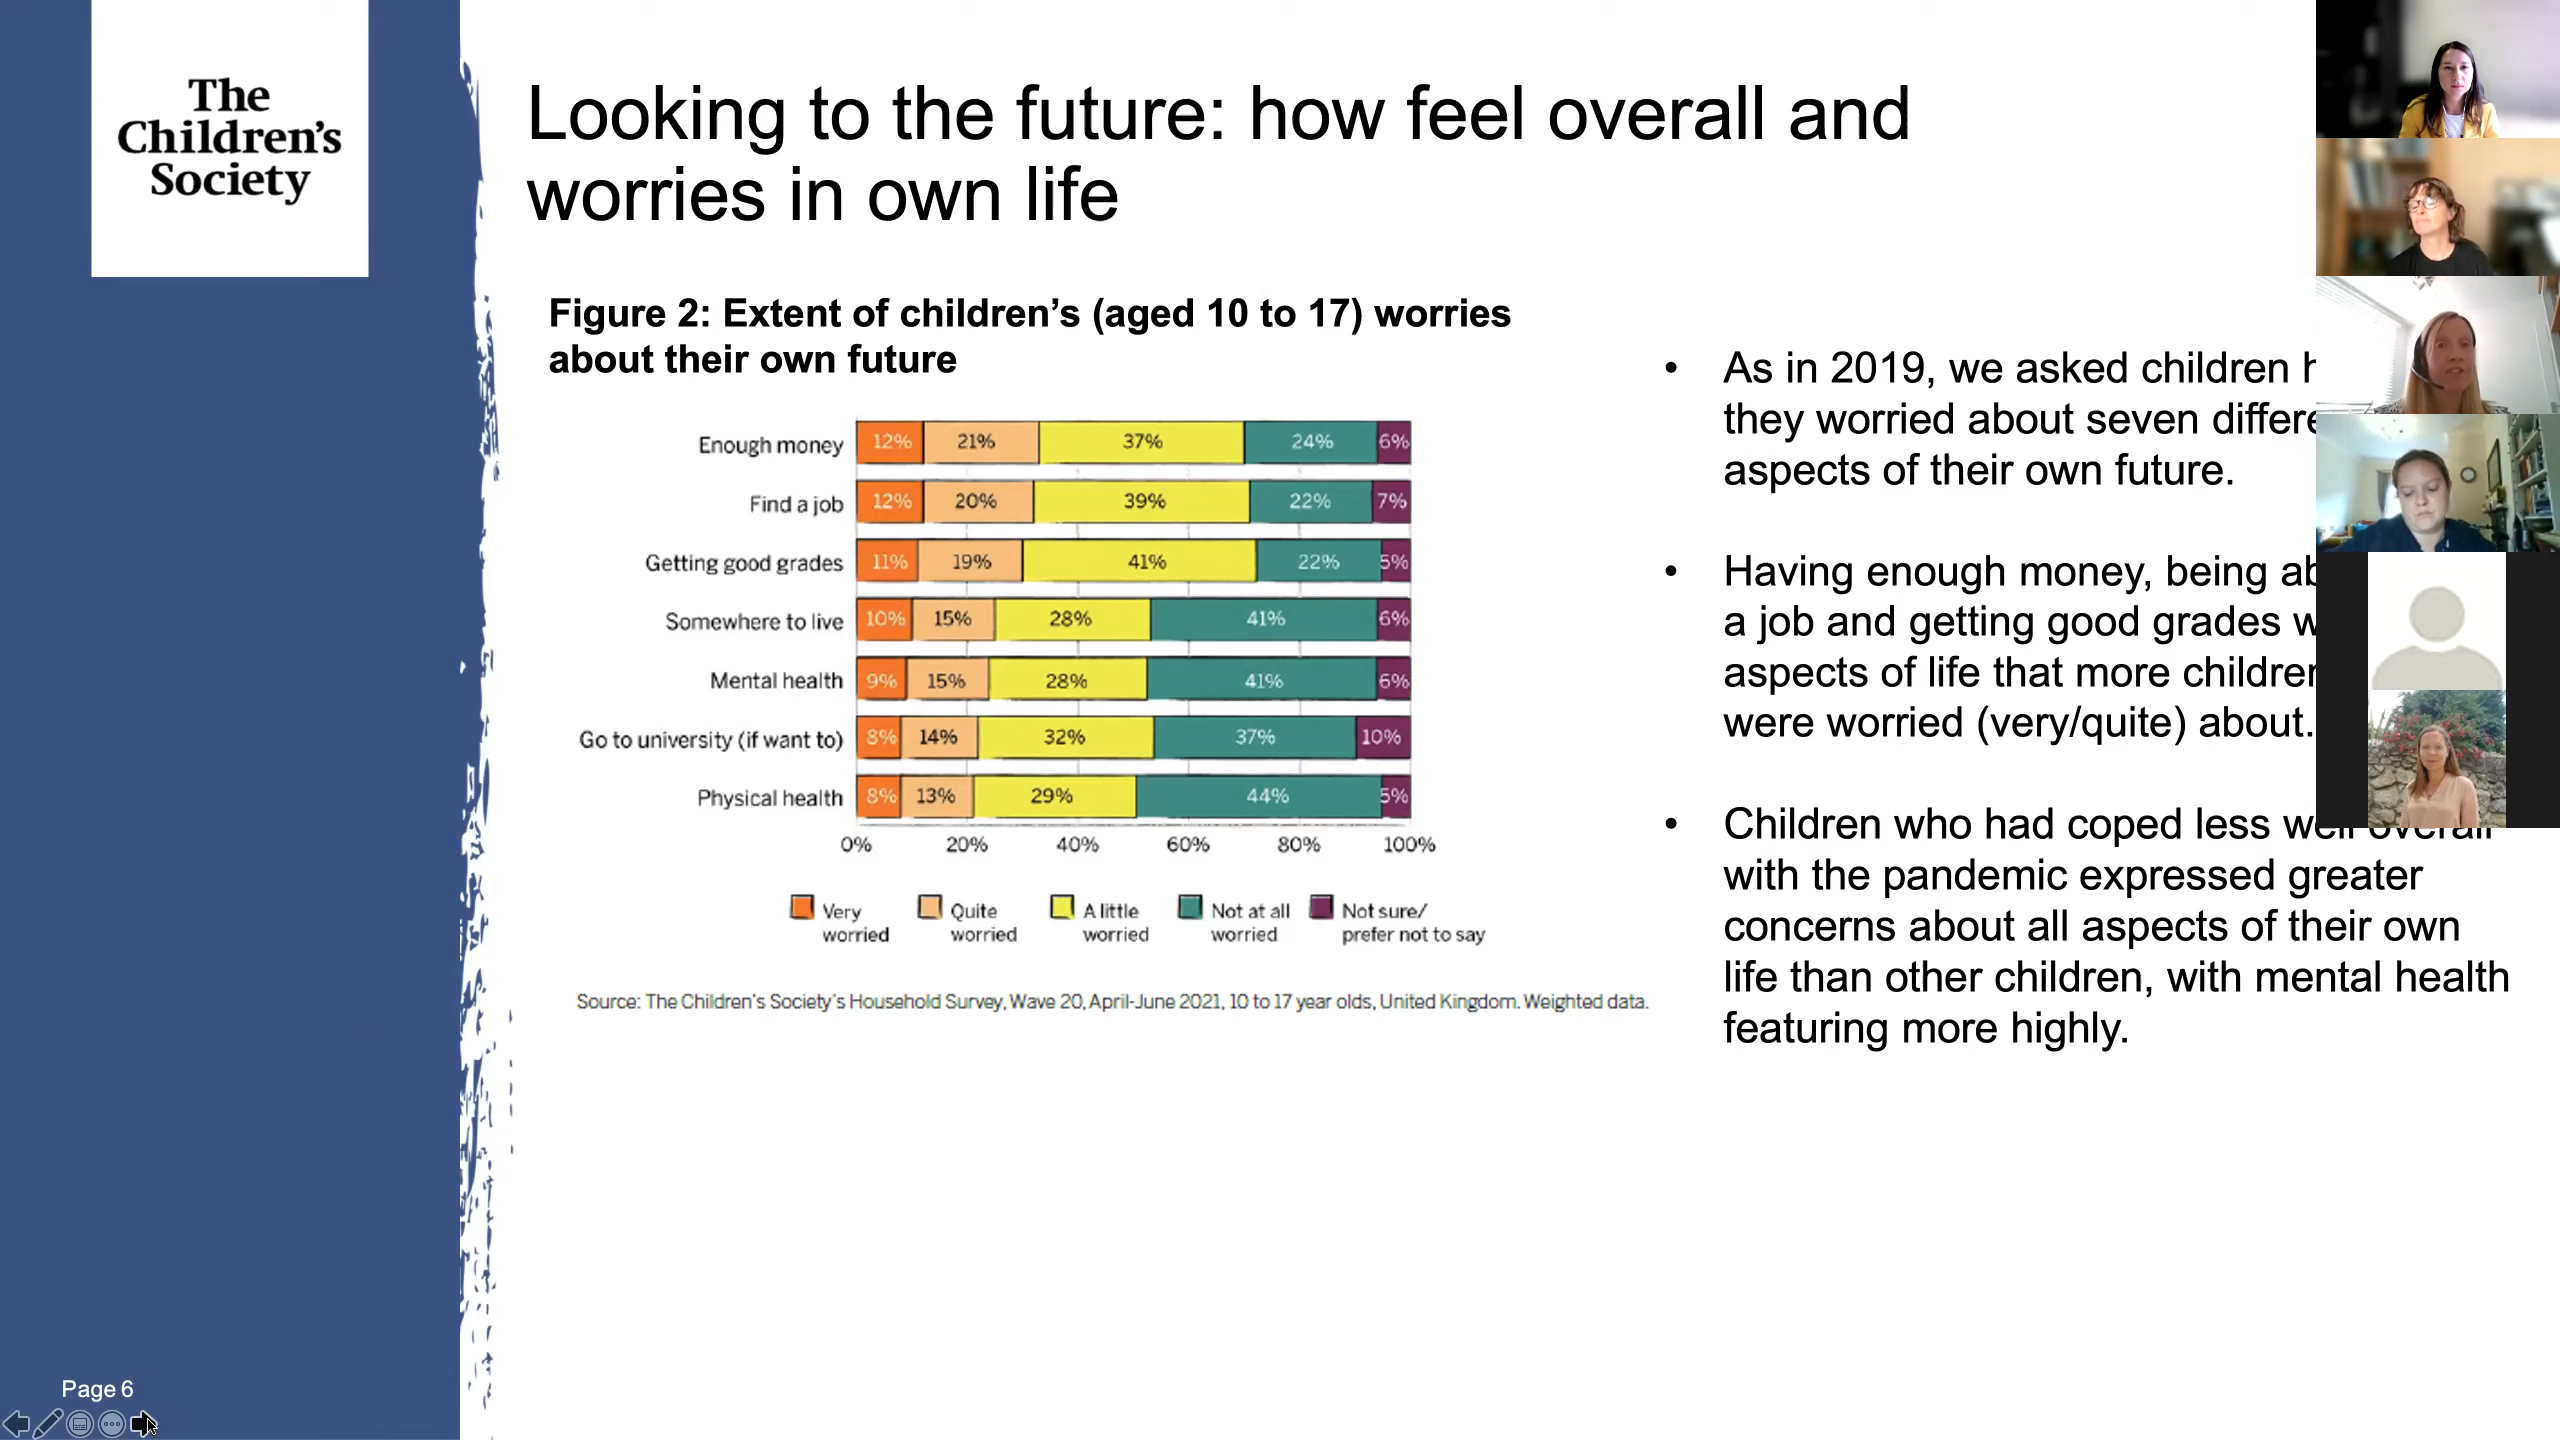 The
Children's
Society
Looking to the future: how feel overall and
worries in own life
Figure 2: Extent of children's (aged 10 to 17) worries
about their own future
Enough money 12% 21% 37% 24% 6%
Find a job 12% 20% 39% 22% 7%
Getting good grades 11% 19% 41% 22% 5%
Somewhere to live 10% 15% 28% 41% 6%
Mental health 9% 15% 28% 41% 6%
Go to university (if want to) 8% 14% 32% 37% 10%
Physical health 8% 13% 29% 44% 5%
0% 20% 40% 60% 80% 100%
Very worried
Quite worried
A little worried
Not at all worried
Not sure/
prefer not to say
Source: The Children's Society's Household Survey, Wave 20, April-June 2021, 10 to 17 year olds, United Kingdom. Weighted data.
• As in 2019, we asked children
they worried about seven
aspects of their own future.
• Having enough money, being
a job and getting good grades
aspects of life that more
were worried (very/quite) about.
• Children who had coped less
with the pandemic expressed greater
concerns about all aspects of their own
life than other children, with mental health
featuring more highly.
Page 6